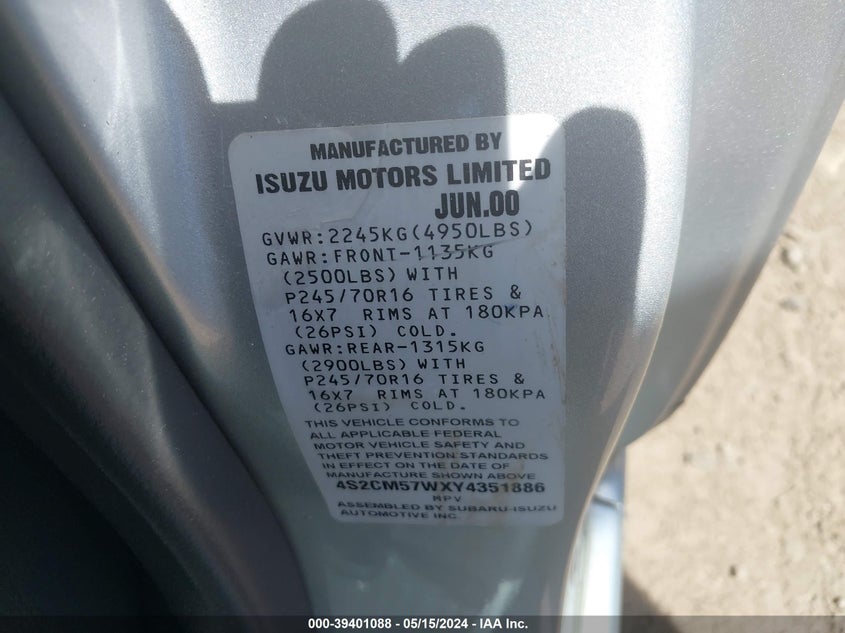 MANUFACTURED BY
ISUZU MOTORS LIMITED
JUN.00
GVWR:2245KG(4950LBS)
GAWR:FRONT-1135KG
(2500LBS) WITH
P245/70R16 TIRES &
16X7 RIMS AT 180KPA
(26PSI) COLD.
GAWR:REAR-1315KG
(2900LBS) WITH
P245/70R16 TIRES &
16X7 RIMS AT 180KPA
(26PSI) COLD.
THIS VEHICLE CONFORMS TO
ALL APPLICABLE FEDERAL
MOTOR VEHICLE SAFETY AND
THEFT PREVENTION STANDARDS
IN EFFECT ON THE DATE OF
MANUFACTURE SHOWN ABOVE
4S2CM57WXY4351886
MPV
ASSEMBLED BY SUBARU-ISUZU
AUTOMOTIVE INC.
000-39401088 - 05/15/2024 - IAA Inc.